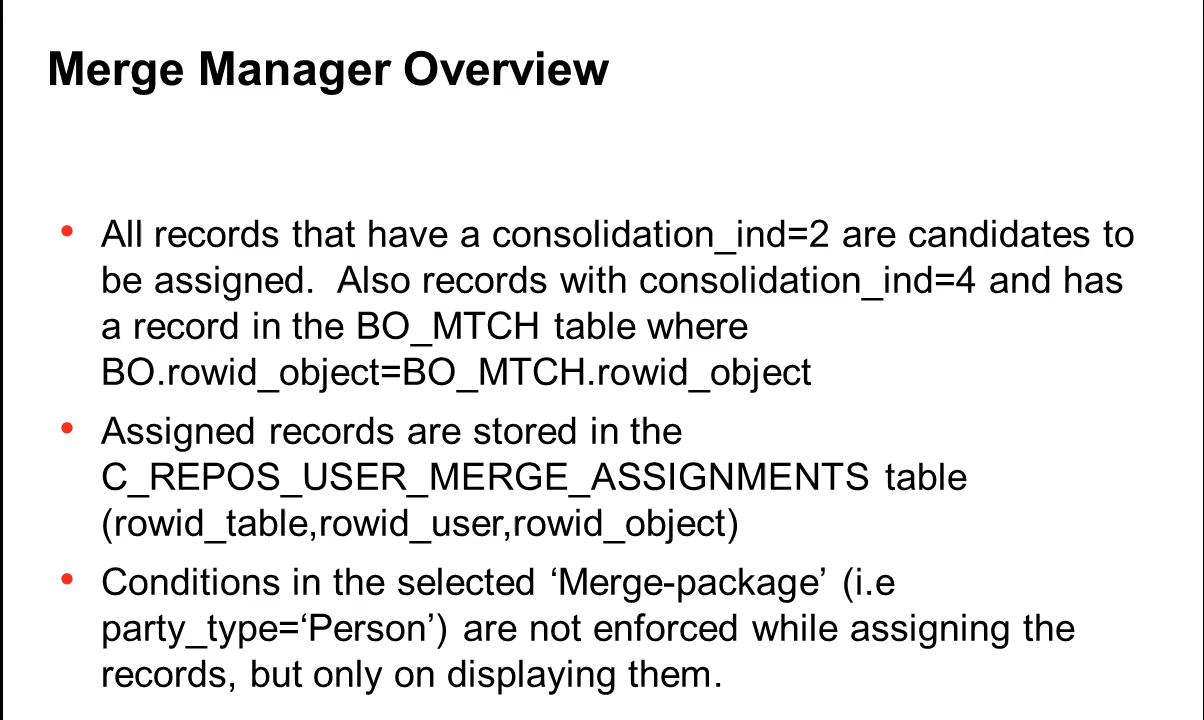 Merge Manager Overview
• All records that have a consolidation_ind=2 are candidates to
be assigned.  Also records with consolidation_ind=4 and has
a record in the BO_MTCH table where
BO.rowid_object=BO_MTCH.rowid_object
• Assigned records are stored in the
C_REPOS_USER_MERGE_ASSIGNMENTS table
(rowid_table,rowid_user,rowid_object)
• Conditions in the selected ‘Merge-package’ (i.e
party_type=‘Person’) are not enforced while assigning the
records, but only on displaying them.